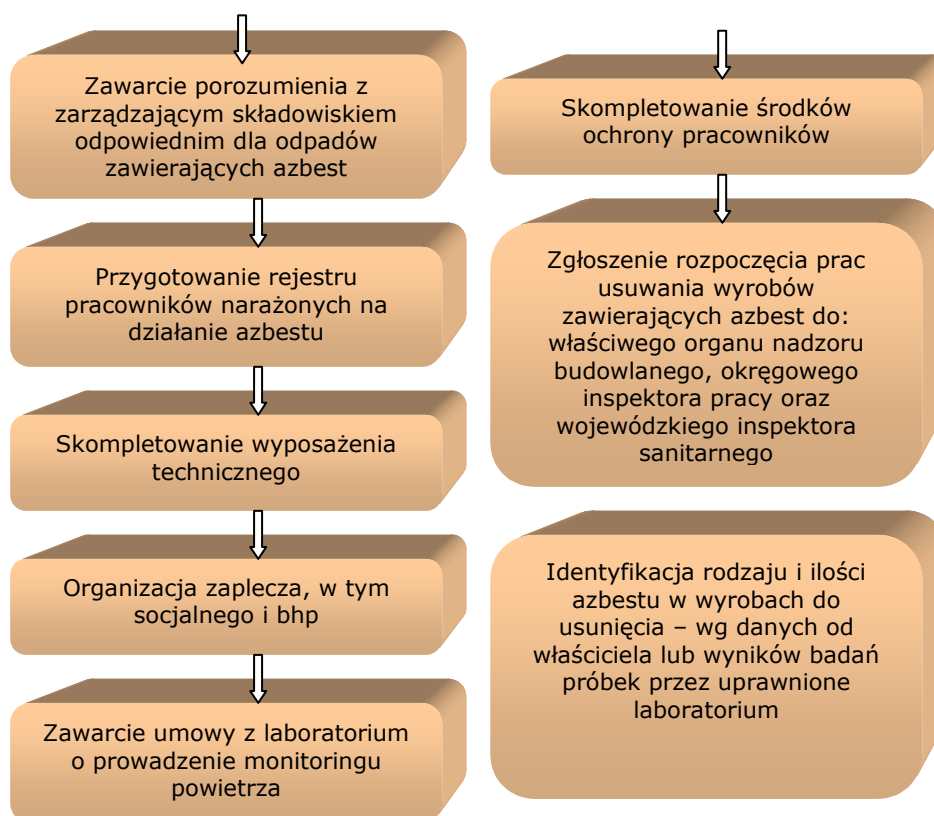 Zawarcie porozumienia z
zarządzającym składowiskiem
odpowiednim dla odpadów
zawierających azbest
Przygotowanie rejestru
pracowników narażonych na
działanie azbestu
Skompletowanie wyposażenia
technicznego
Organizacja zaplecza, w tym
socjalnego i bhp
Zawarcie umowy z laboratorium
o prowadzenie monitoringu
powietrza
Skompletowanie środków
ochrony pracowników
Zgłoszenie rozpoczęcia prac
usuwania wyrobów
zawierających azbest do:
właściwego organu nadzoru
budowlanego, okręgowego
inspektora pracy oraz
wojewódzkiego inspektora
sanitarnego
Identyfikacja rodzaju i ilości
azbestu w wyrobach do
usunięcia – wg danych od
właściciela lub wyników badań
próbek przez uprawnione
laboratorium